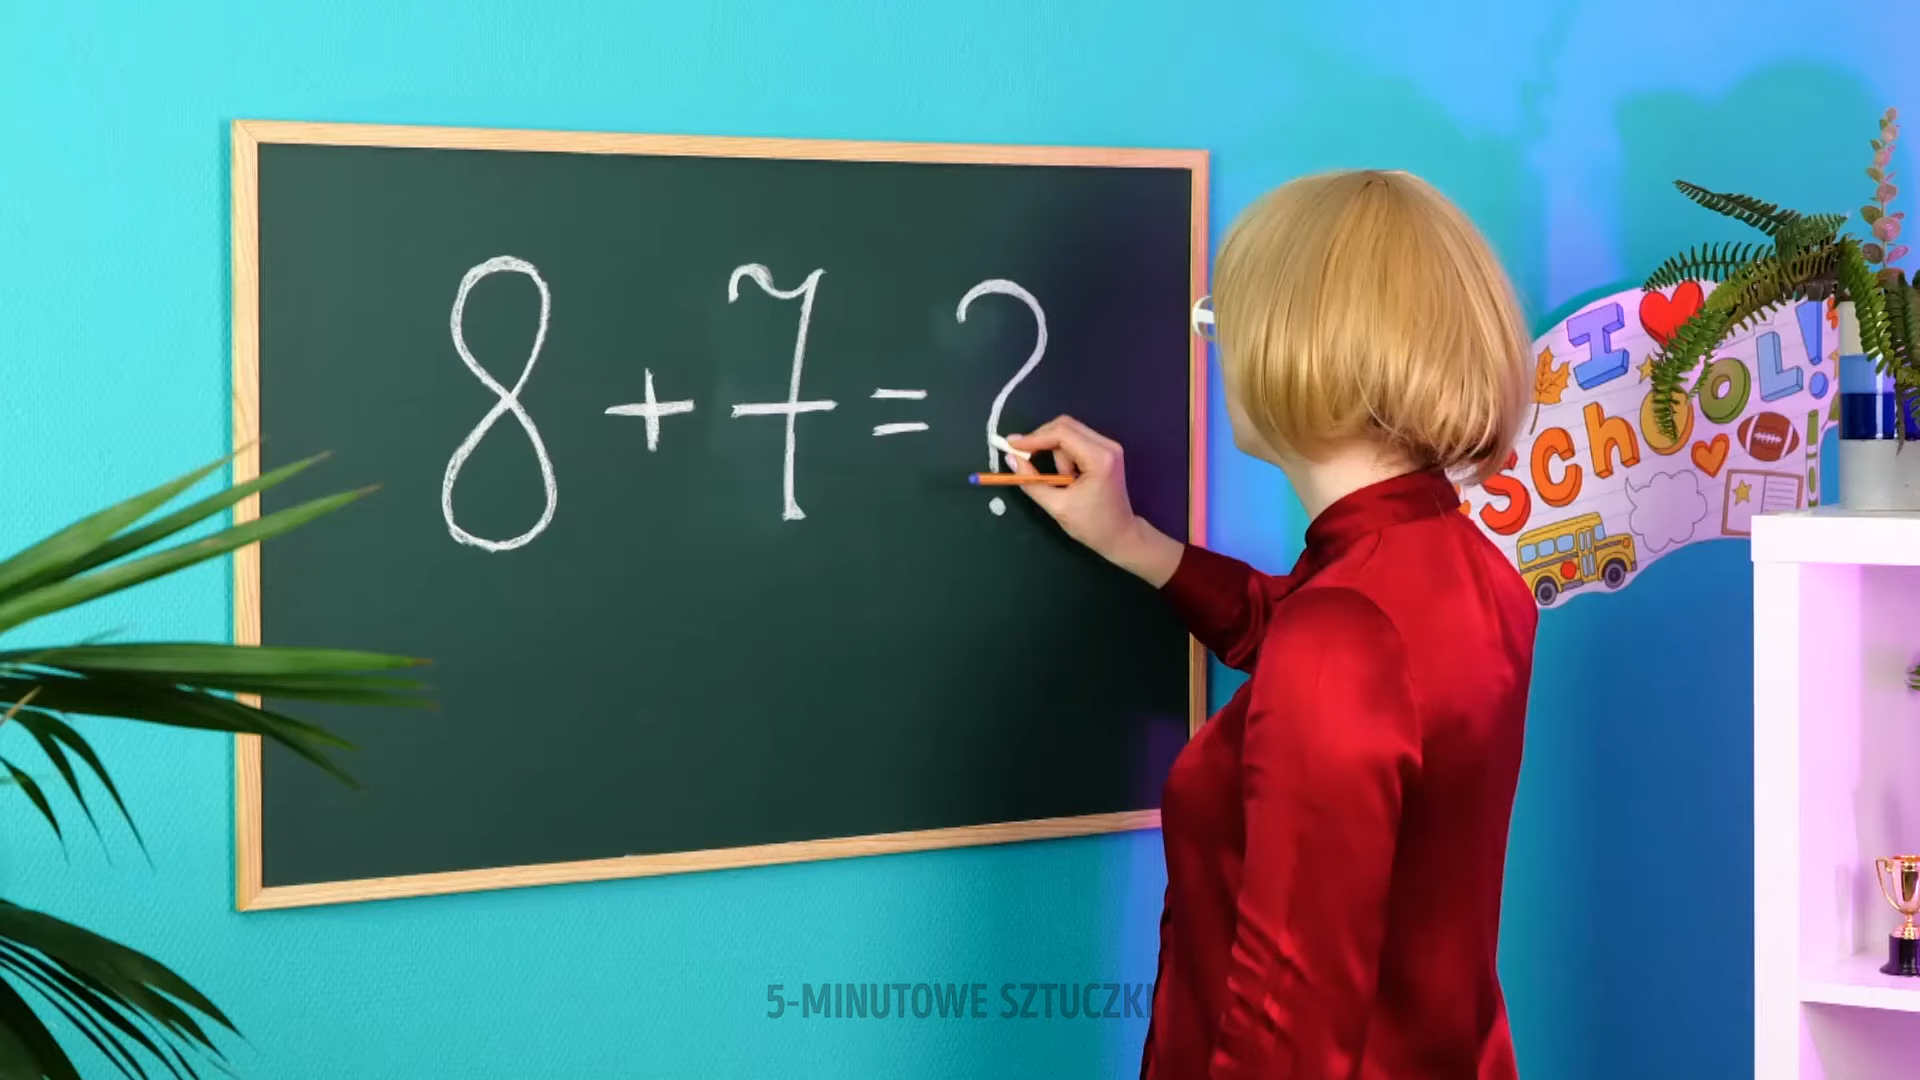 8 + 7 = ?
I ❤
School!
5-MINUTOWE SZTUCZKI